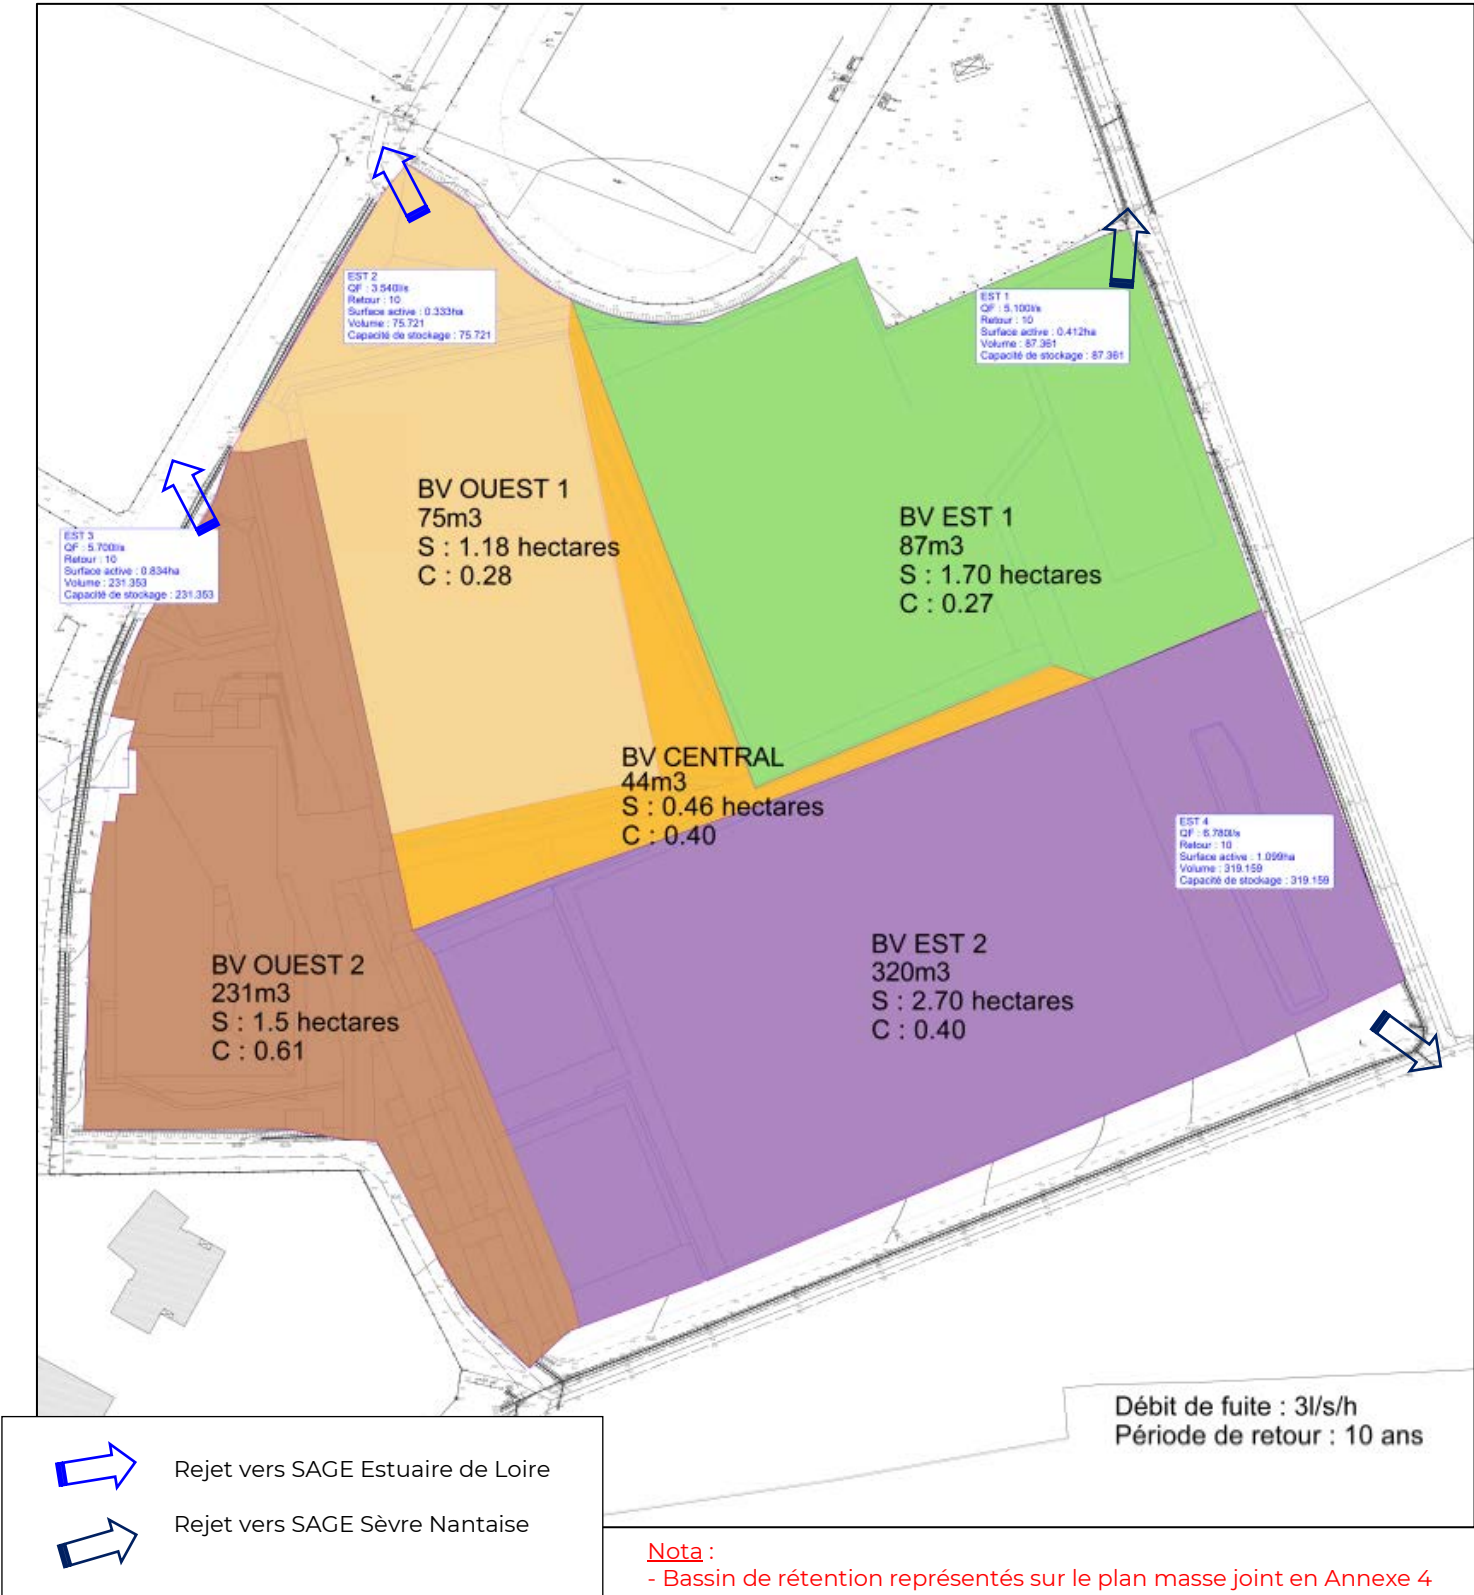 EST 2
QF : 3.540l/s
Retour : 10
Surface active : 0.333ha
Volume : 75.721
Capacité de stockage : 75.721
EST 1
QF : 5.100l/s
Retour : 10
Surface active : 0.412ha
Volume : 87.361
Capacité de stockage : 87.361
BV OUEST 1
75m3
S : 1.18 hectares
C : 0.28
BV EST 1
87m3
S : 1.70 hectares
C : 0.27
EST 3
QF : 5.700l/s
Retour : 10
Surface active : 0.834ha
Volume : 231.353
Capacité de stockage : 231.353
BV CENTRAL
44m3
S : 0.46 hectares
C : 0.40
EST 4
QF : 6.780l/s
Retour : 10
Surface active : 1.099ha
Volume : 319.159
Capacité de stockage : 319.159
BV OUEST 2
231m3
S : 1.5 hectares
C : 0.61
BV EST 2
320m3
S : 2.70 hectares
C : 0.40
Débit de fuite : 3l/s/h
Période de retour : 10 ans
Rejet vers SAGE Estuaire de Loire
Rejet vers SAGE Sèvre Nantaise
Nota :
- Bassin de rétention représentés sur le plan masse joint en Annexe 4